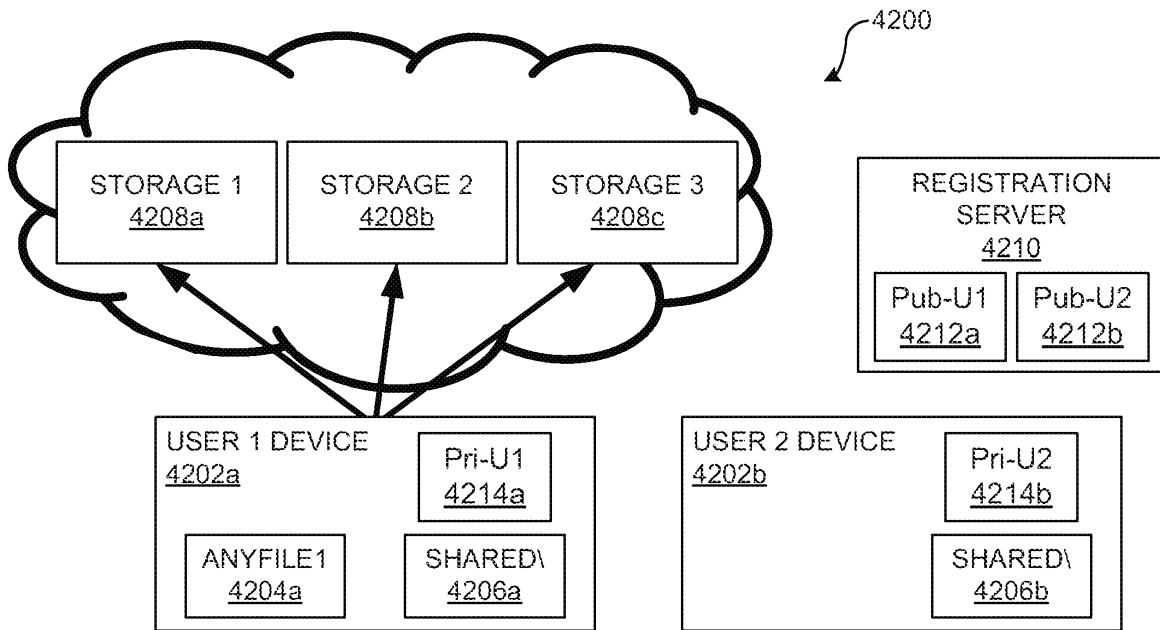 4200
STORAGE 1
4208a
STORAGE 2
4208b
STORAGE 3
4208c
REGISTRATION
SERVER
4210
Pub-U1
4212a
Pub-U2
4212b
USER 1 DEVICE
4202a
Pri-U1
4214a
ANYFILE1
4204a
SHARED\
4206a
USER 2 DEVICE
4202b
Pri-U2
4214b
SHARED\
4206b